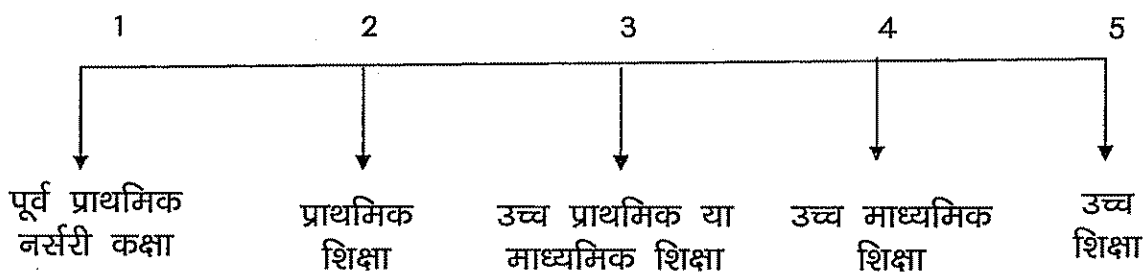 1 2 3 4 5
पूर्व प्राथमिक प्राथमिक उच्च प्राथमिक या उच्च माध्यमिक उच्च
नर्सरी कक्षा शिक्षा माध्यमिक शिक्षा शिक्षा शिक्षा